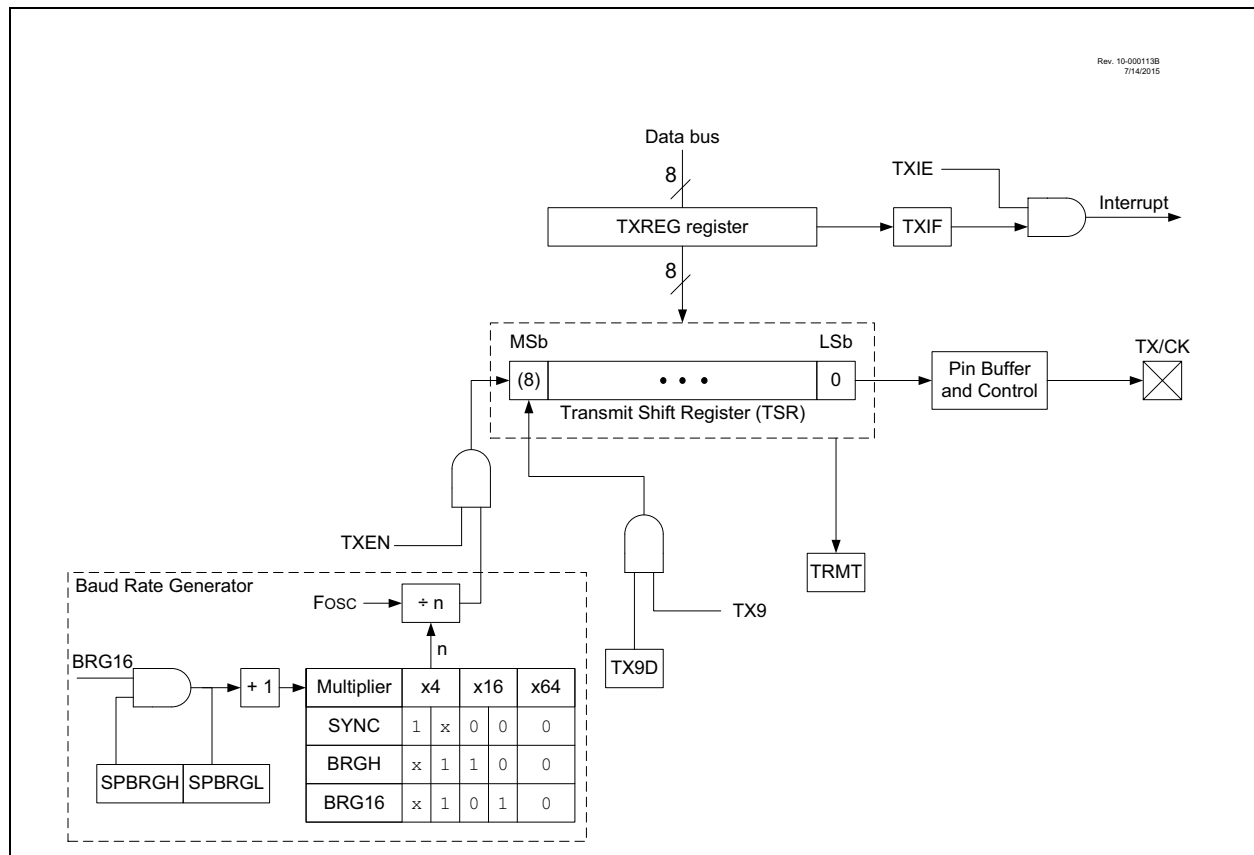 Rev. 10-000113B
7/14/2015
Data bus
8
TXIE
Interrupt
TXREG register
TXIF
8
MSb
LSb
TX/CK
(8)
• • •
0
Pin Buffer
and Control
Transmit Shift Register (TSR)
TXEN
TRMT
Baud Rate Generator
FOSC
÷ n
TX9
n
BRG16
TX9D
+ 1
Multiplier x4 x16 x64
SYNC 1 x 0 0 0
BRGH x 1 1 0 0
SPBRGH SPBRGL
BRG16 x 1 0 1 0